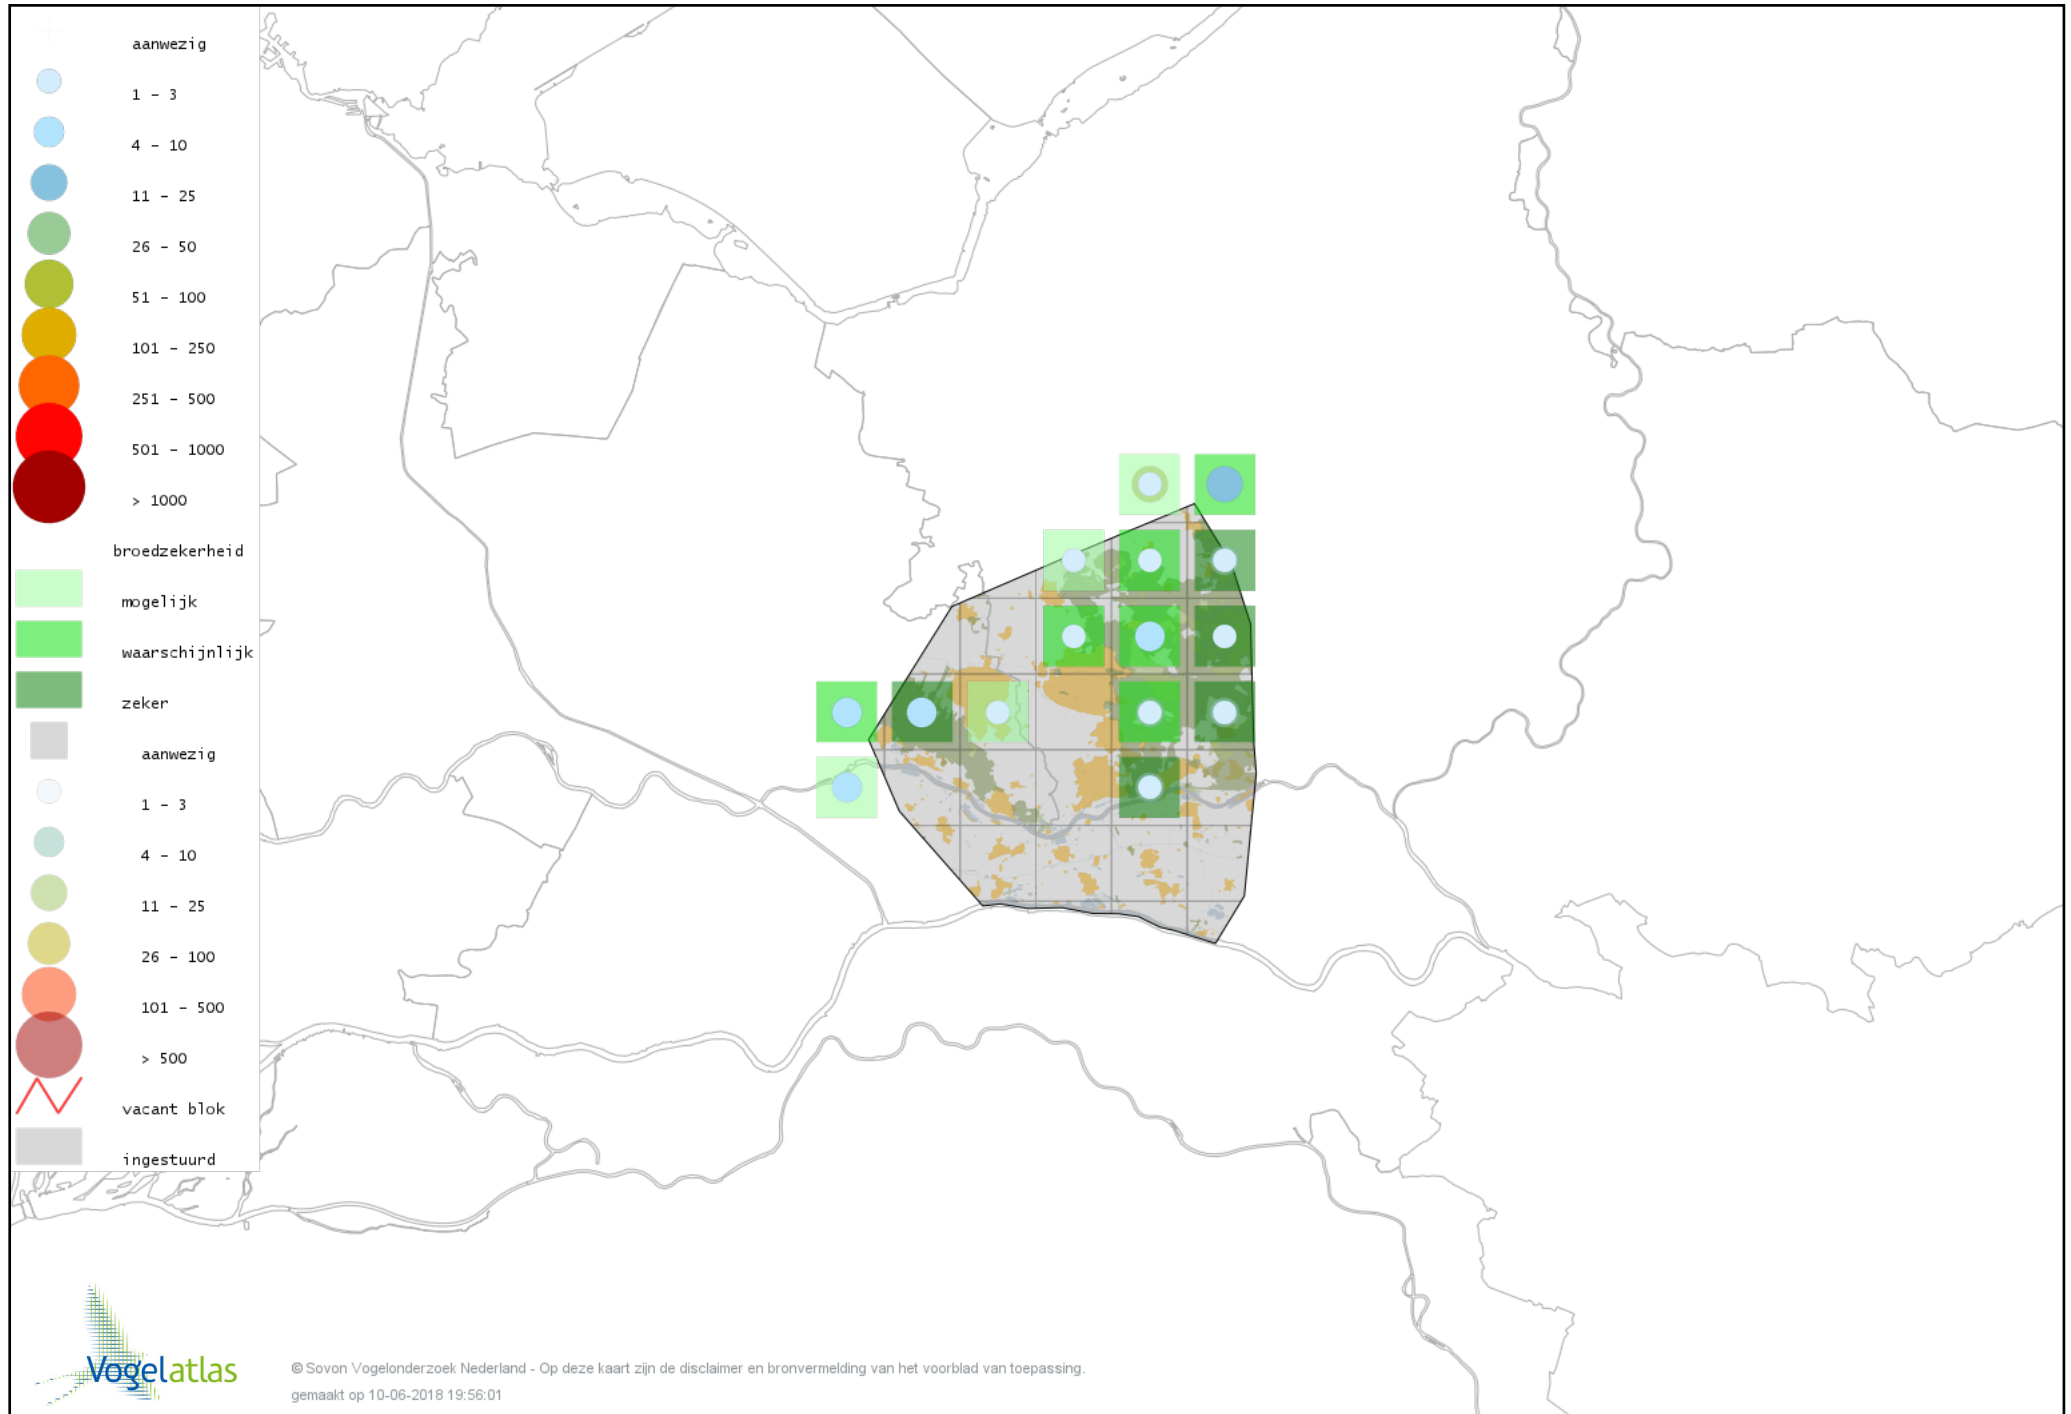 aanwezig
1 - 3
4 - 10
11 - 25
26 - 50
51 - 100
101 - 250
251 - 500
501 - 1000
> 1000
broedzekerheid
mogelijk
waarschijnlijk
zeker
aanwezig
1 - 3
4 - 10
11 - 25
26 - 100
101 - 500
> 500
vacant blok
ingestuurd
Vogelatlas
© Sovon Vogelonderzoek Nederland - Op deze kaart zijn de disclaimer en bronvermelding van het voorblad van toepassing.
gemaakt op 10-06-2018 19:56:01